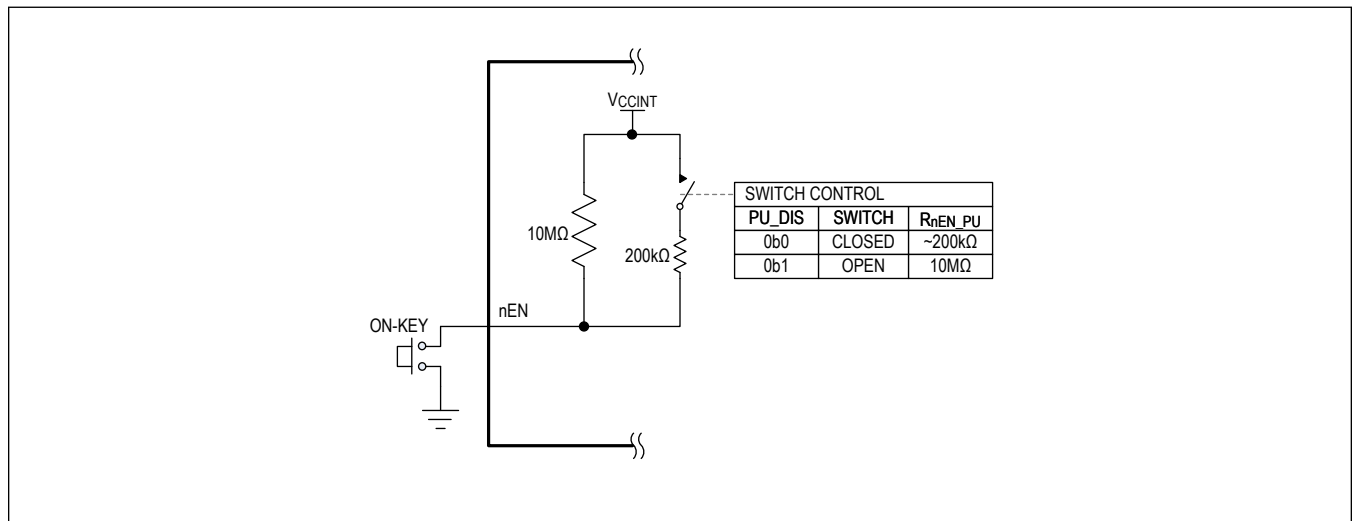 VCCINT
SWITCH CONTROL
PU_DIS SWITCH RnEN_PU
0b0 CLOSED ~200kΩ
0b1 OPEN 10MΩ
10MΩ
200kΩ
nEN
ON-KEY